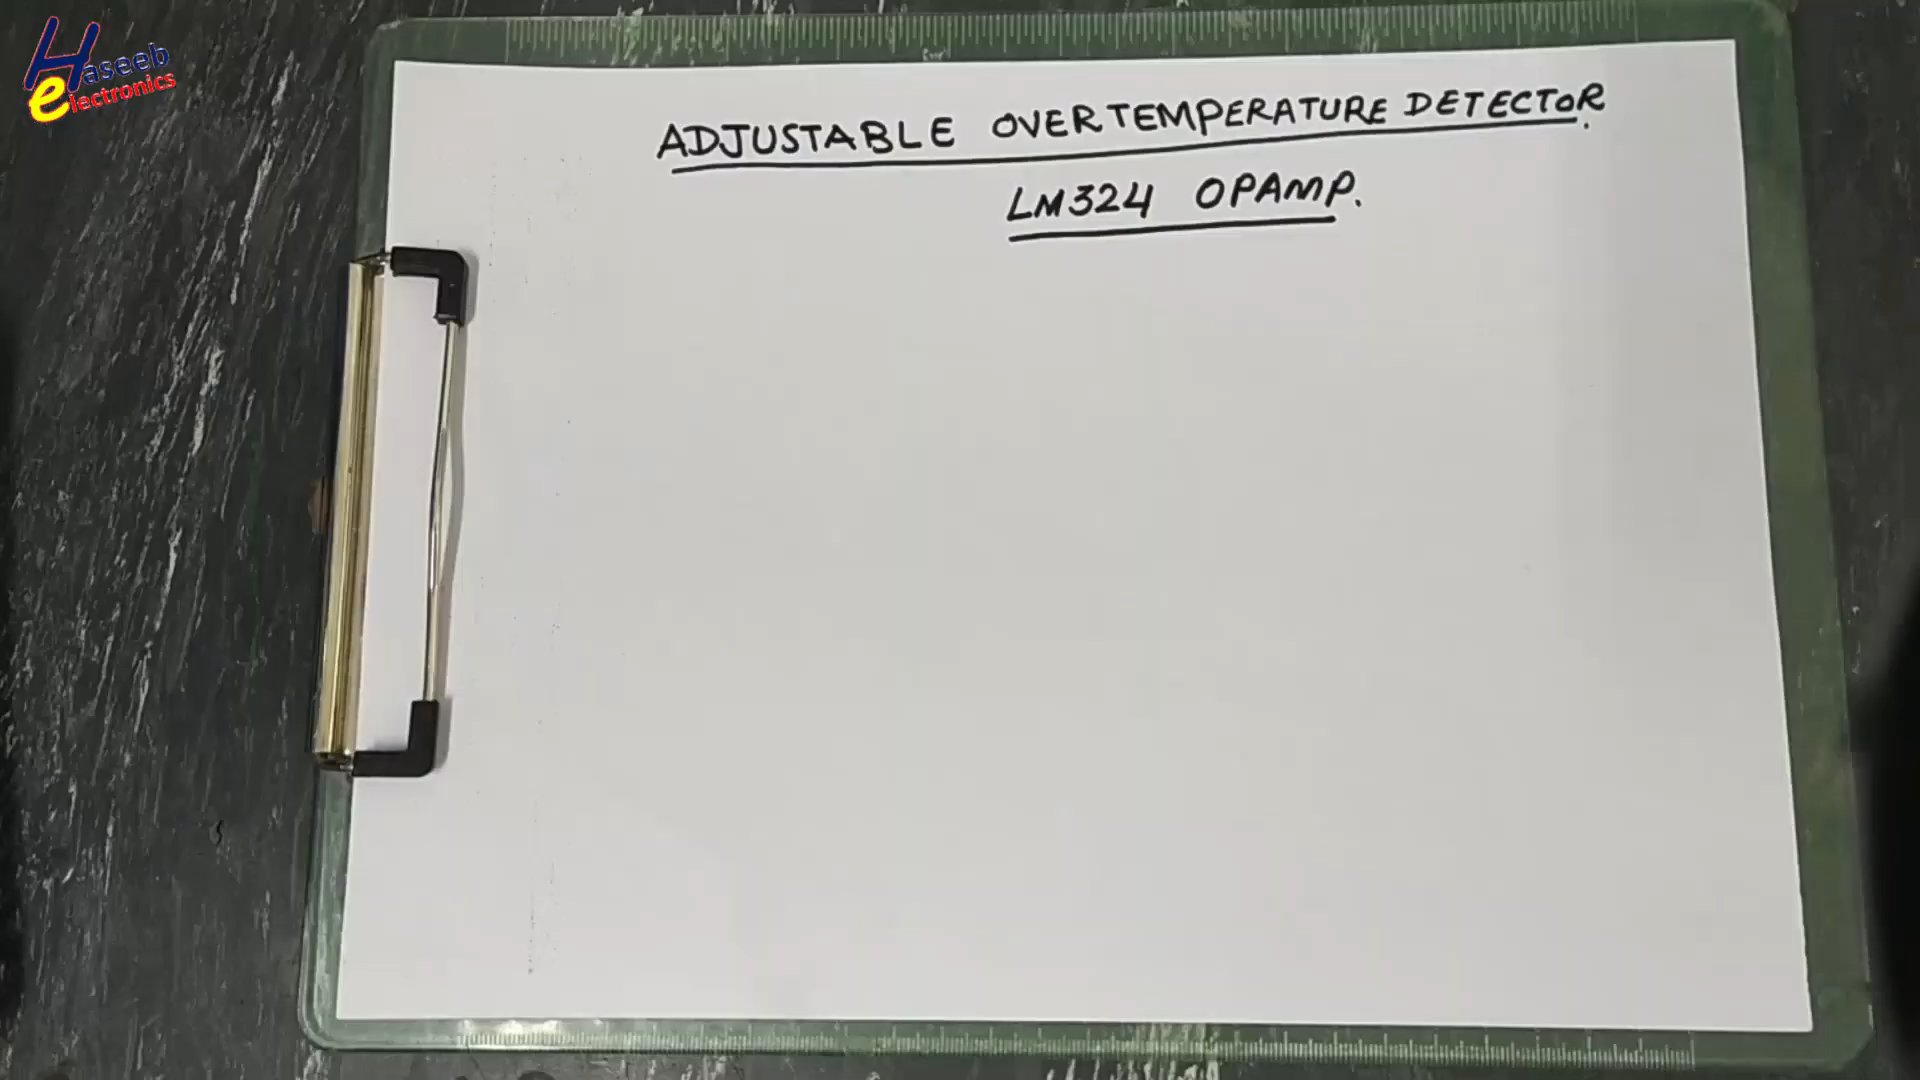 Haseeb
electronics
ADJUSTABLE OVERTEMPERATURE DETECTOR.
LM324 OPAMP.